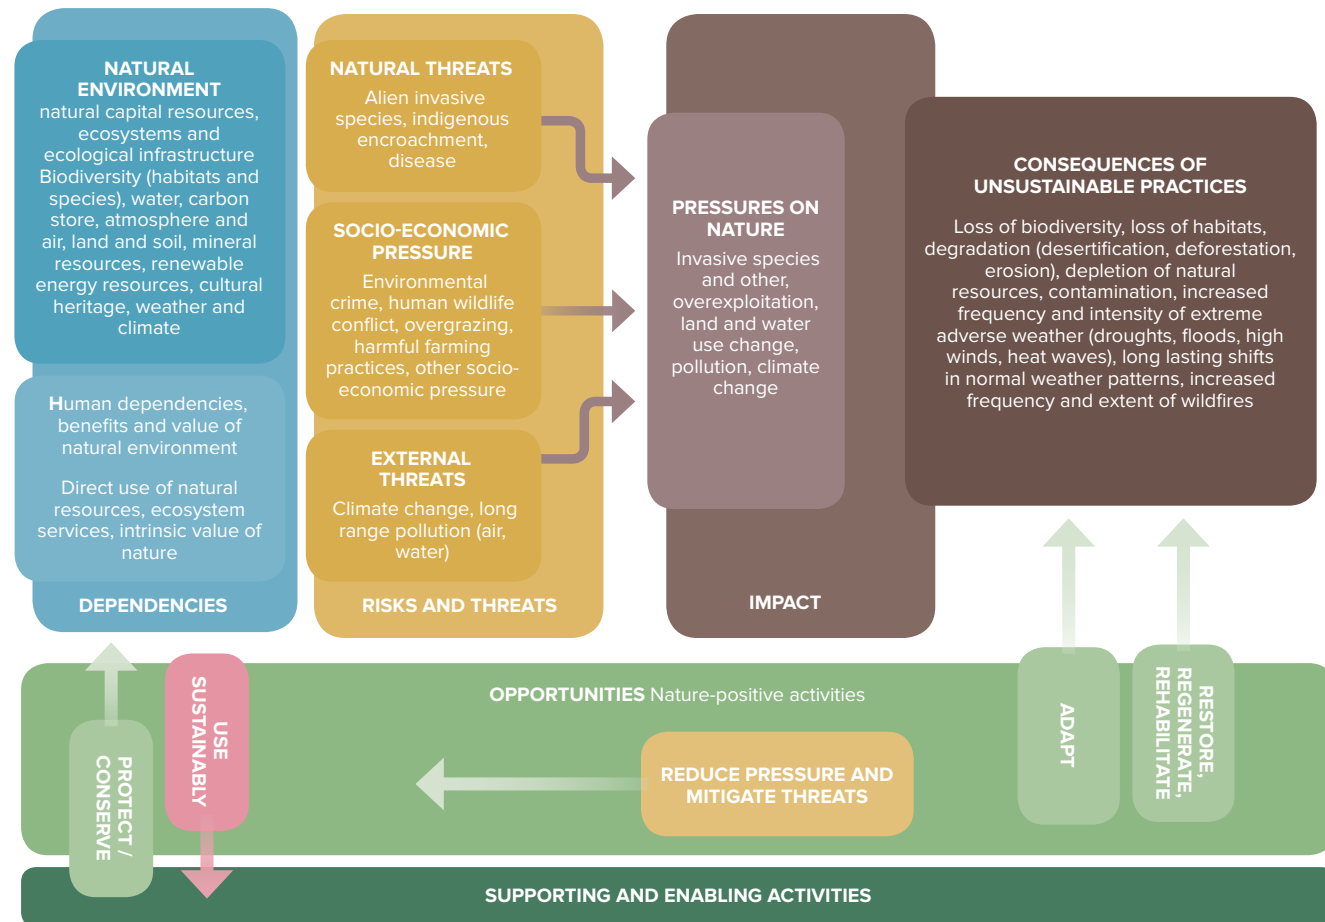 NATURAL
ENVIRONMENT
natural capital resources,
ecosystems and
ecological infrastructure
Biodiversity (habitats and
species), water, carbon
store, atmosphere and
air, land and soil, mineral
resources, renewable
energy resources, cultural
heritage, weather and
climate
Human dependencies,
benefits and value of
natural environment
Direct use of natural
resources, ecosystem
services, intrinsic value of
nature
DEPENDENCIES
NATURAL THREATS
Alien invasive
species, indigenous
encroachment,
disease
SOCIO-ECONOMIC
PRESSURE
Environmental
crime, human wildlife
conflict, overgrazing,
harmful farming
practices, other socio-
economic pressure
EXTERNAL
THREATS
Climate change, long
range pollution (air,
water)
RISKS AND THREATS
PRESSURES ON
NATURE
Invasive species
and other,
overexploitation,
land and water
use change,
pollution, climate
change
IMPACT
CONSEQUENCES OF
UNSUSTAINABLE PRACTICES
Loss of biodiversity, loss of habitats,
degradation (desertification, deforestation,
erosion), depletion of natural
resources, contamination, increased
frequency and intensity of extreme
adverse weather (droughts, floods, high
winds, heat waves), long lasting shifts
in normal weather patterns, increased
frequency and extent of wildfires
OPPORTUNITIES Nature-positive activities
PROTECT /
CONSERVE
USE
SUSTAINABLY
REDUCE PRESSURE AND
MITIGATE THREATS
ADAPT
RESTORE,
REGENERATE,
REHABILITATE
SUPPORTING AND ENABLING ACTIVITIES